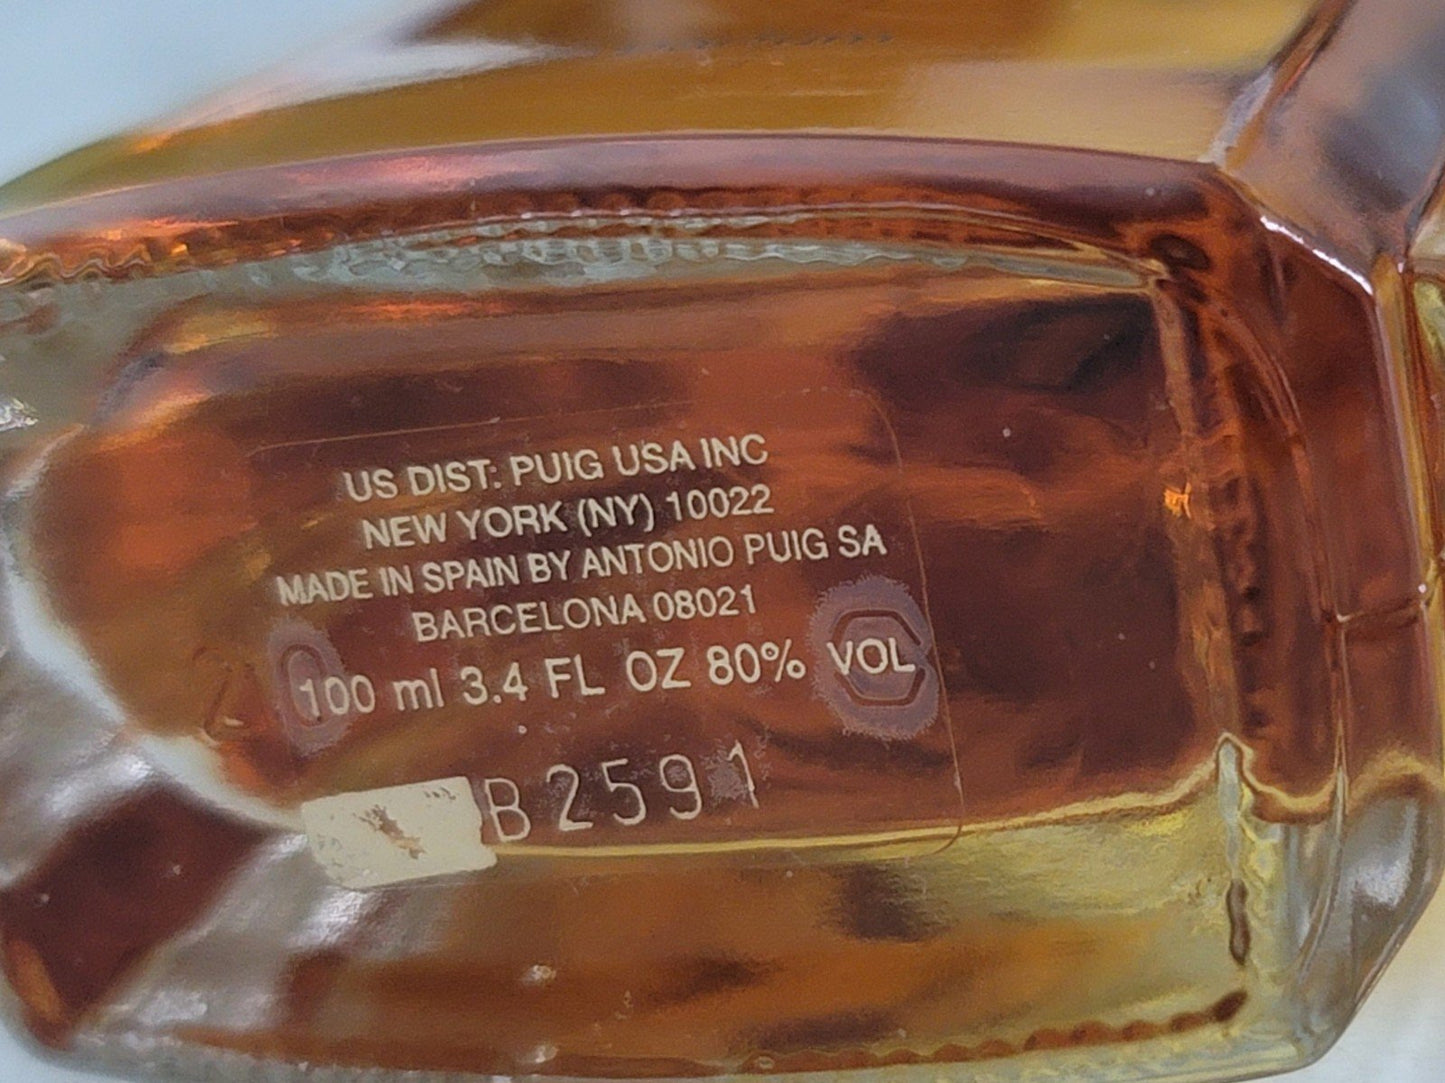 US DIST: PUIG USA INC
NEW YORK (NY) 10022
MADE IN SPAIN BY ANTONIO PUIG SA
BARCELONA 08021
100 ml 3.4 FL OZ 80% VOL
B2591